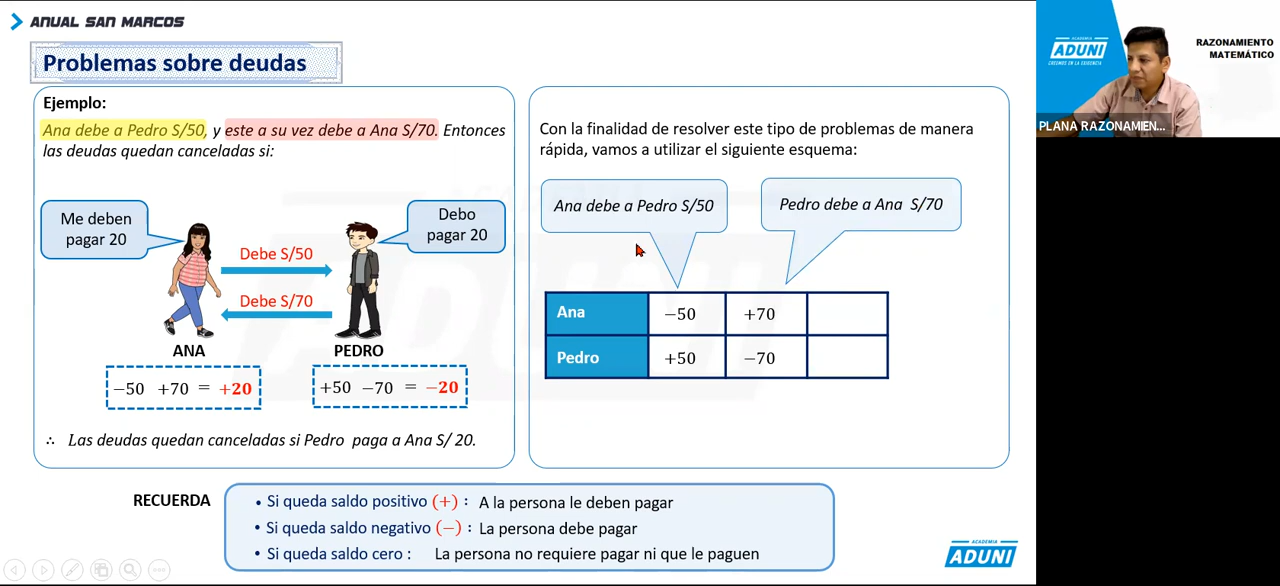 ANUAL SAN MARCOS
Problemas sobre deudas
Ejemplo:
Ana debe a Pedro S/50, y este a su vez debe a Ana S/70. Entonces
las deudas quedan canceladas si:
Me deben
pagar 20
Debo
pagar 20
Debe S/50
Debe S/70
ANA
PEDRO
−50 +70 = +20
+50 −70 = −20
∴ Las deudas quedan canceladas si Pedro paga a Ana S/ 20.
Con la finalidad de resolver este tipo de problemas de manera
rápida, vamos a utilizar el siguiente esquema:
Ana debe a Pedro S/50
Pedro debe a Ana S/70
Ana −50 +70
Pedro +50 −70
RECUERDA
• Si queda saldo positivo (+) : A la persona le deben pagar
• Si queda saldo negativo (−) : La persona debe pagar
• Si queda saldo cero : La persona no requiere pagar ni que le paguen
ACADEMIA
ADUNI
ACADEMIA
ADUNI
CREEMOS EN LA EXIGENCIA
RAZONAMIENTO
MATEMÁTICO
PLANA RAZONAMIEN...